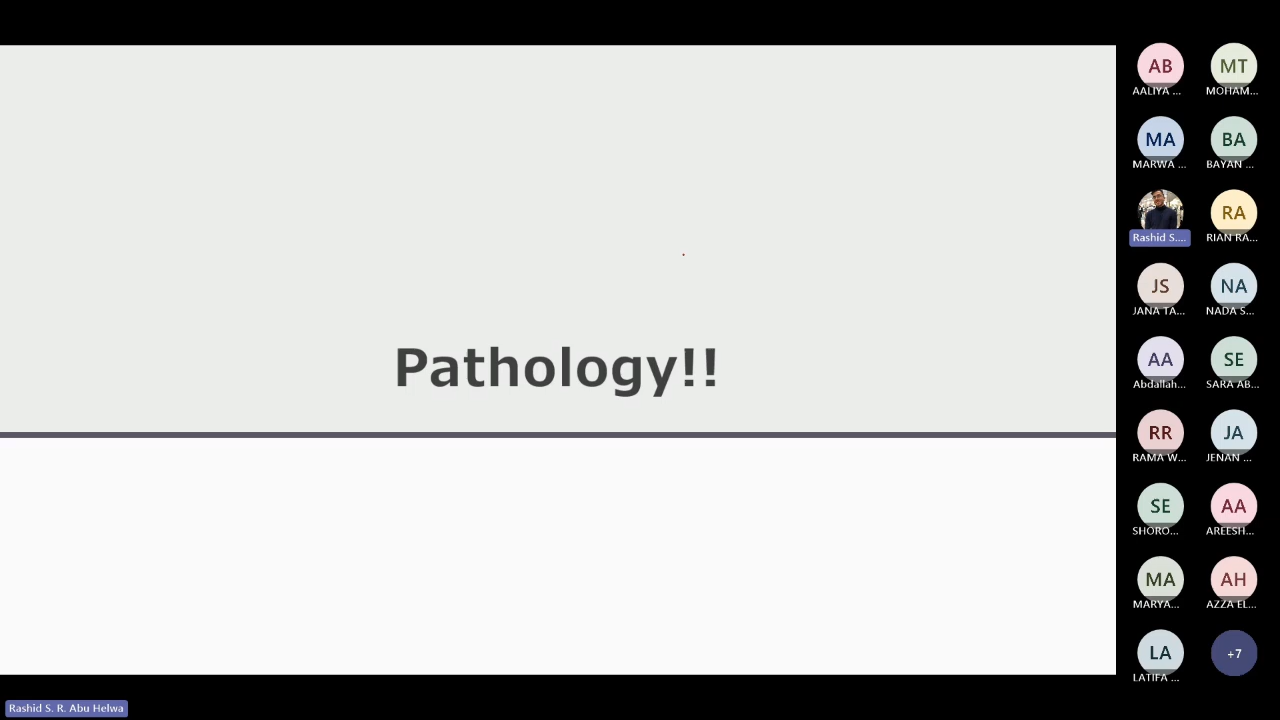 Pathology!!
AB
MT
AALIYA ...
MOHAM...
MA
BA
MARWA ...
BAYAN ...
RA
Rashid S....
RIAN RA...
JS
NA
JANA TA...
NADA S...
AA
SE
Abdallah...
SARA AB...
RR
JA
RAMA W...
JENAN ...
SE
AA
SHORO...
AREESH...
MA
AH
MARYA...
AZZA EL...
LA
+7
LATIFA ...
Rashid S. R. Abu Helwa